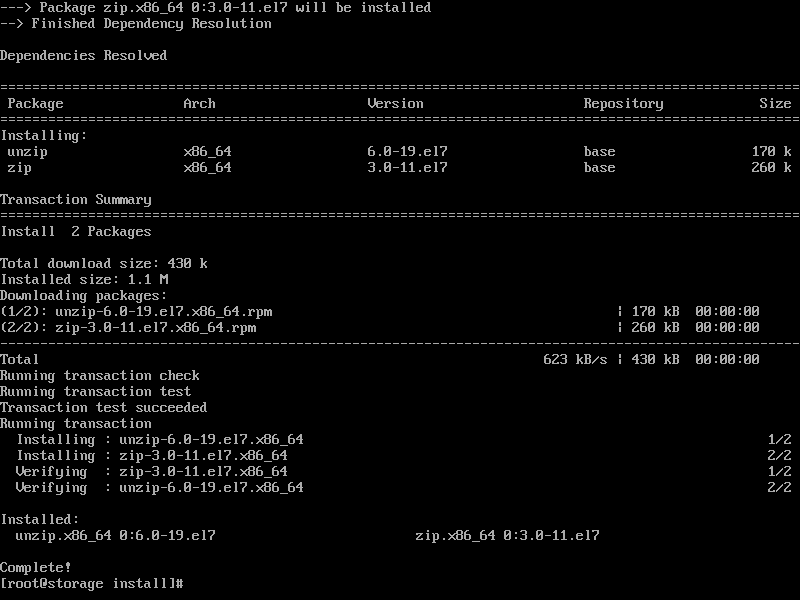 ---> Package zip.x86_64 0:3.0-11.el7 will be installed
--> Finished Dependency Resolution
Dependencies Resolved
================================================================================
Package Arch Version Repository Size
================================================================================
Installing:
unzip x86_64 6.0-19.el7 base 170 k
zip x86_64 3.0-11.el7 base 260 k
Transaction Summary
================================================================================
Install  2 Packages
Total download size: 430 k
Installed size: 1.1 M
Downloading packages:
(1/2): unzip-6.0-19.el7.x86_64.rpm | 170 kB  00:00:00
(2/2): zip-3.0-11.el7.x86_64.rpm | 260 kB  00:00:00
--------------------------------------------------------------------------------
Total 623 kB/s | 430 kB  00:00:00
Running transaction check
Running transaction test
Transaction test succeeded
Running transaction
Installing : unzip-6.0-19.el7.x86_64 1/2
Installing : zip-3.0-11.el7.x86_64 2/2
Verifying  : zip-3.0-11.el7.x86_64 1/2
Verifying  : unzip-6.0-19.el7.x86_64 2/2
Installed:
unzip.x86_64 0:6.0-19.el7 zip.x86_64 0:3.0-11.el7
Complete!
[root@storage install]#